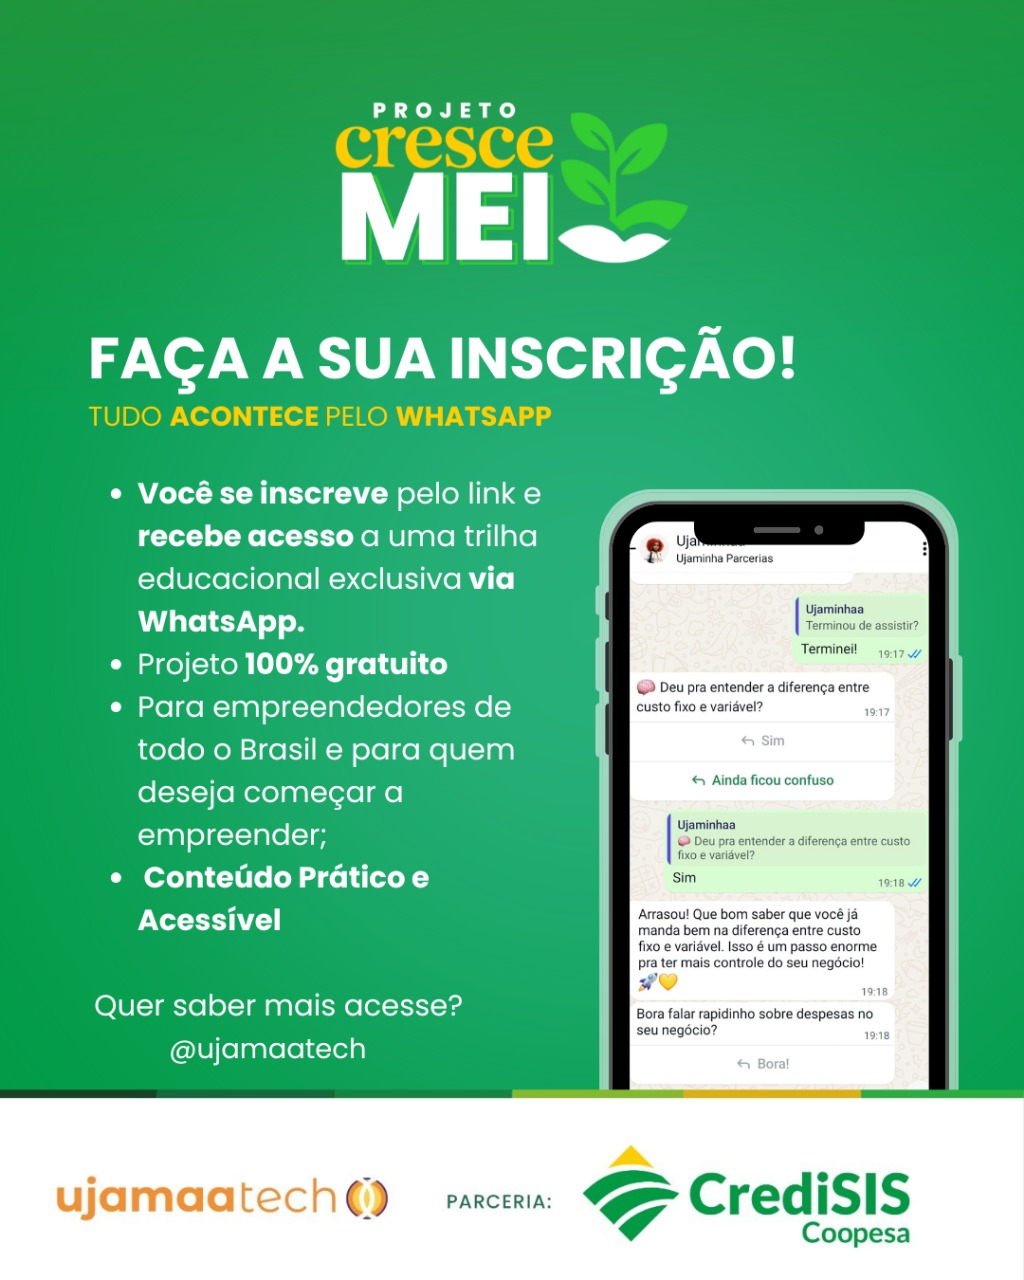 PROJETO
cresce
MEI
FAÇA A SUA INSCRIÇÃO!
TUDO ACONTECE PELO WHATSAPP
• Você se inscreve pelo link e
recebe acesso a uma trilha
educacional exclusiva via
WhatsApp.
• Projeto 100% gratuito
• Para empreendedores de
todo o Brasil e para quem
deseja começar a
empreender;
• Conteúdo Prático e
Acessível
Quer saber mais acesse?
@ujamaatech
Ujaminha Parcerias
Ujaminhaa
Terminou de assistir?
Terminei! 19:17
🧠 Deu pra entender a diferença entre
custo fixo e variável? 19:17
Sim
Ainda ficou confuso
Ujaminhaa
🧠 Deu pra entender a diferença entre custo
fixo e variável?
Sim 19:18
Arrasou! Que bom saber que você já
manda bem na diferença entre custo
fixo e variável. Isso é um passo enorme
pra ter mais controle do seu negócio!
🚀💛 19:18
Bora falar rapidinho sobre despesas no
seu negócio? 19:18
Bora!
ujamaatech
PARCERIA:
CrediSIS
Coopesa